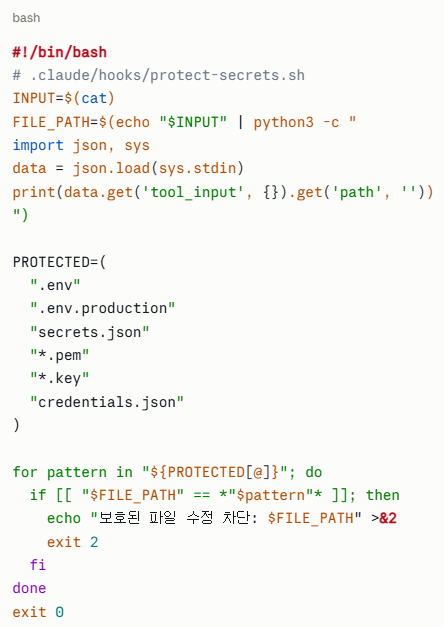 bash
#!/bin/bash
# .claude/hooks/protect-secrets.sh
INPUT=$(cat)
FILE_PATH=$(echo "$INPUT" | python3 -c "
import json, sys
data = json.load(sys.stdin)
print(data.get('tool_input', {}).get('path', ''))
")

PROTECTED=(
  ".env"
  ".env.production"
  "secrets.json"
  "*.pem"
  "*.key"
  "credentials.json"
)

for pattern in "${PROTECTED[@]}"; do
  if [[ "$FILE_PATH" == *"$pattern"* ]]; then
    echo "보호된 파일 수정 차단: $FILE_PATH" >&2
    exit 2
  fi
done
exit 0